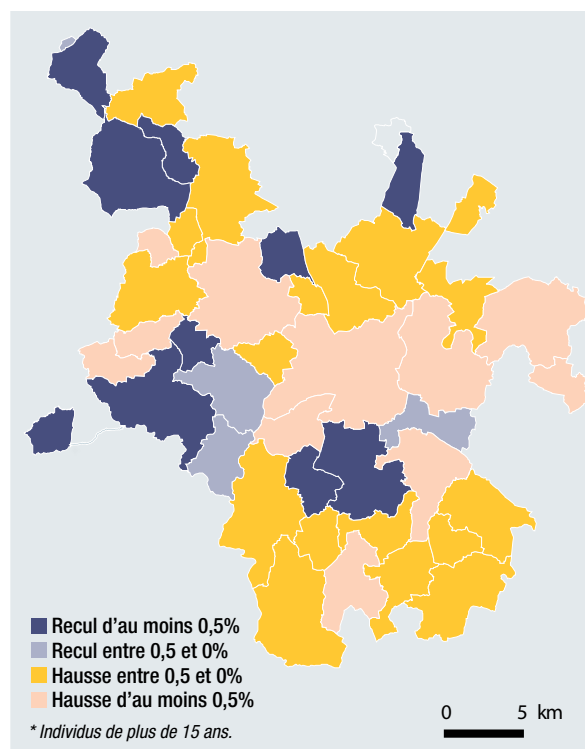 Recul d'au moins 0,5%
Recul entre 0,5 et 0%
Hausse entre 0,5 et 0%
Hausse d'au moins 0,5%
* Individus de plus de 15 ans.
0 5 km